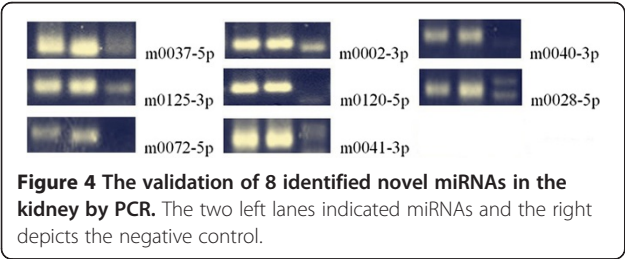 m0037-5p
m0002-3p
m0040-3p
m0125-3p
m0120-5p
m0028-5p
m0072-5p
m0041-3p
Figure 4 The validation of 8 identified novel miRNAs in the
kidney by PCR. The two left lanes indicated miRNAs and the right
depicts the negative control.